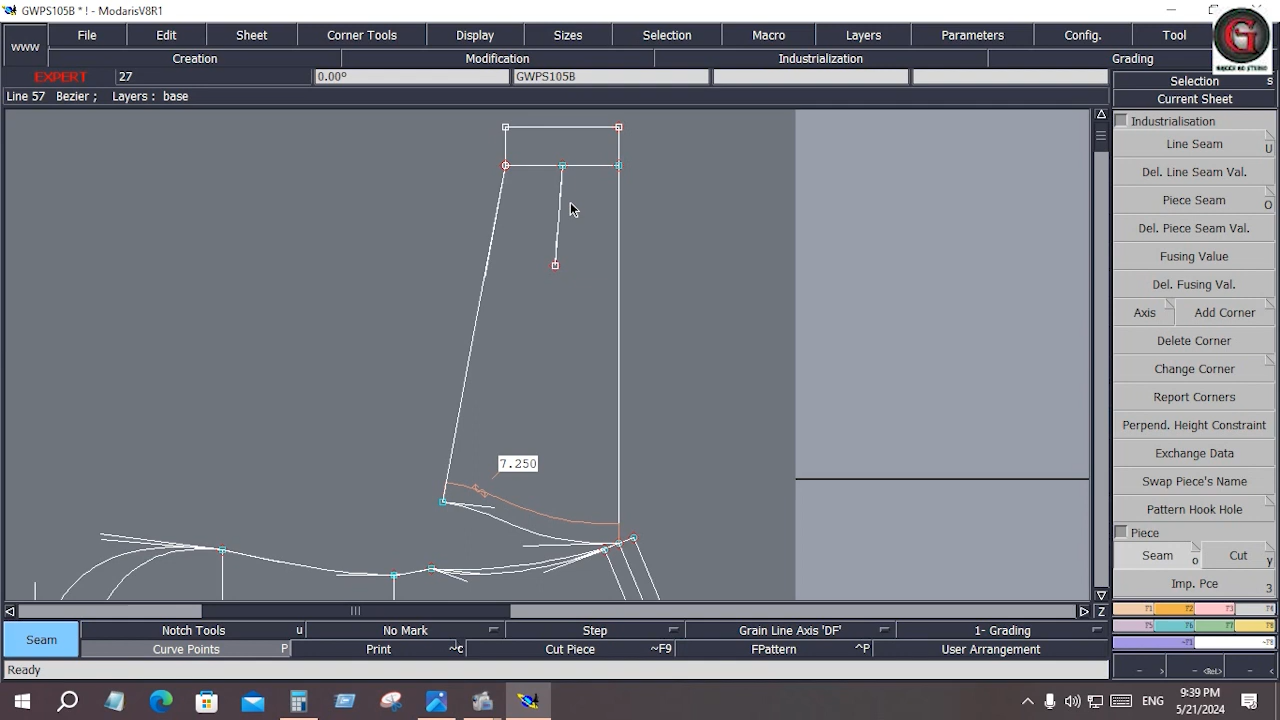 GWPS105B * ! - ModarisV8R1
www
File Edit Sheet Corner Tools Display Sizes Selection Macro Layers Parameters Config. Tool
Creation Modification Industrialization Grading
EXPERT 27 0.00º GWPS105B
Line 57 Bezier ; Layers : base
G
Selection s
Current Sheet
Industrialisation
Line Seam U
Del. Line Seam Val.
Piece Seam O
Del. Piece Seam Val.
Fusing Value
Del. Fusing Val.
Axis Add Corner
Delete Corner
Change Corner
Report Corners
Perpend. Height Constraint
Exchange Data
Swap Piece's Name
Pattern Hook Hole
Piece
Seam o Cut y
Imp. Pce 3
7.250
Z
Seam
Notch Tools u No Mark Step Grain Line Axis 'DF' 1- Grading
Curve Points P Print ~c Cut Piece ~F9 FPattern ^P User Arrangement
Ready
ENG
9:39 PM
5/21/2024